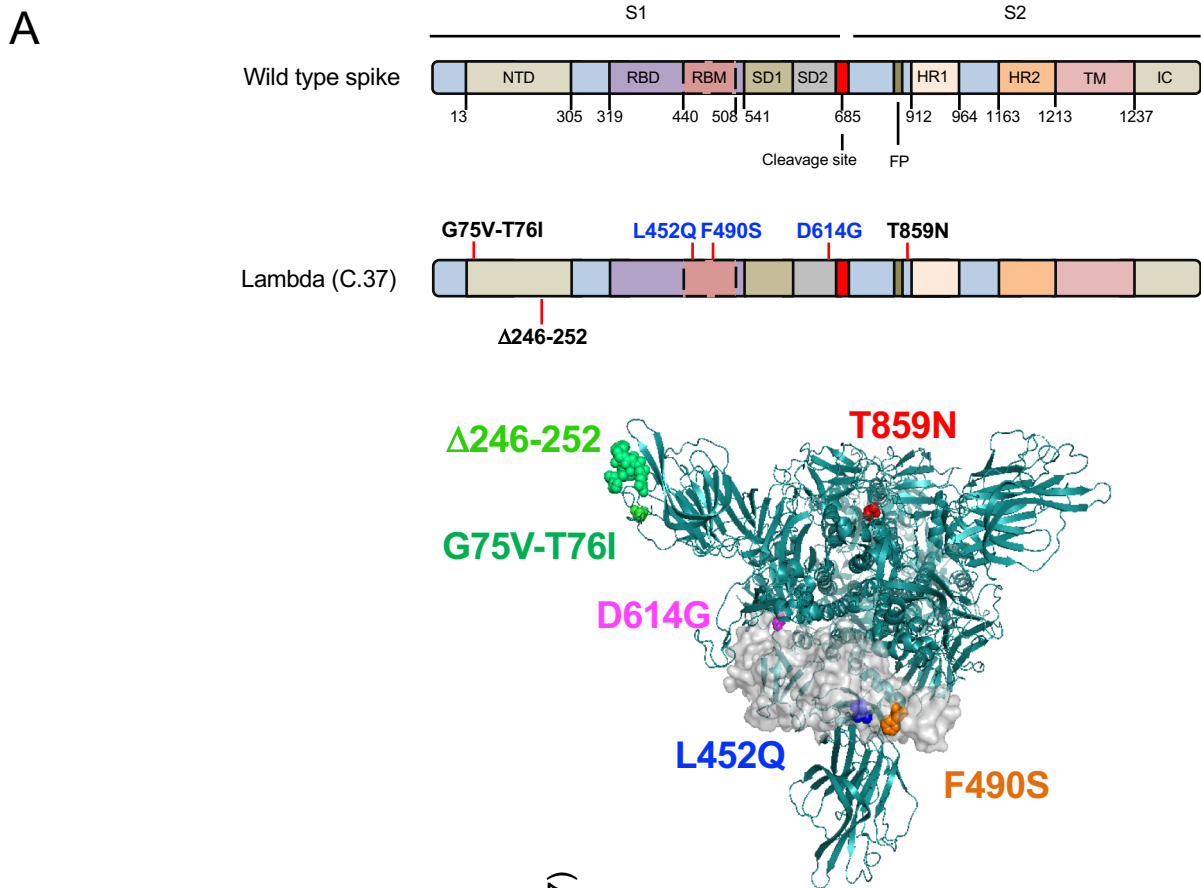 A
S1 S2
Wild type spike NTD RBD RBM SD1 SD2 HR1 HR2 TM IC
13 305 319 440 508 541 685 912 964 1163 1213 1237
Cleavage site FP
G75V-T76I L452Q F490S D614G T859N
Lambda (C.37)
Δ246-252
Δ246-252 T859N
G75V-T76I
D614G
L452Q
F490S